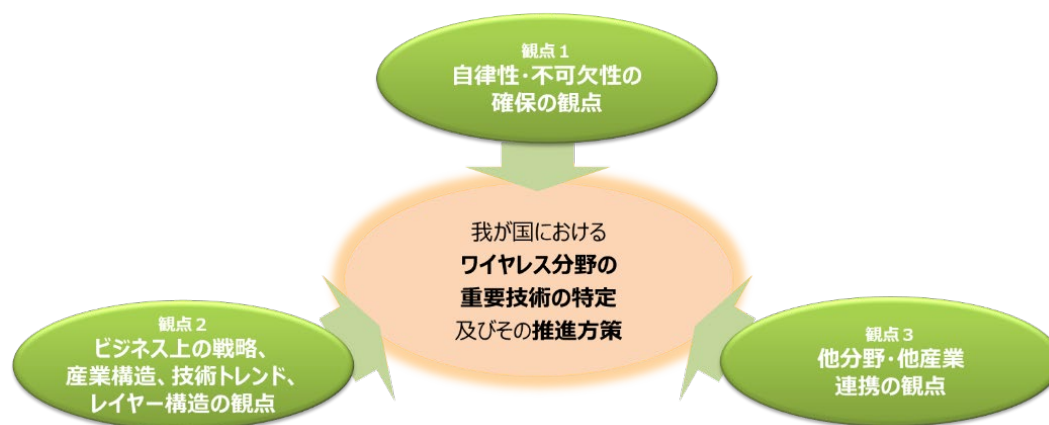 観点１
自律性・不可欠性の
確保の観点
我が国における
ワイヤレス分野の
重要技術の特定
及びその推進方策
観点２
ビジネス上の戦略、
産業構造、技術トレンド、
レイヤー構造の観点
観点３
他分野・他産業
連携の観点